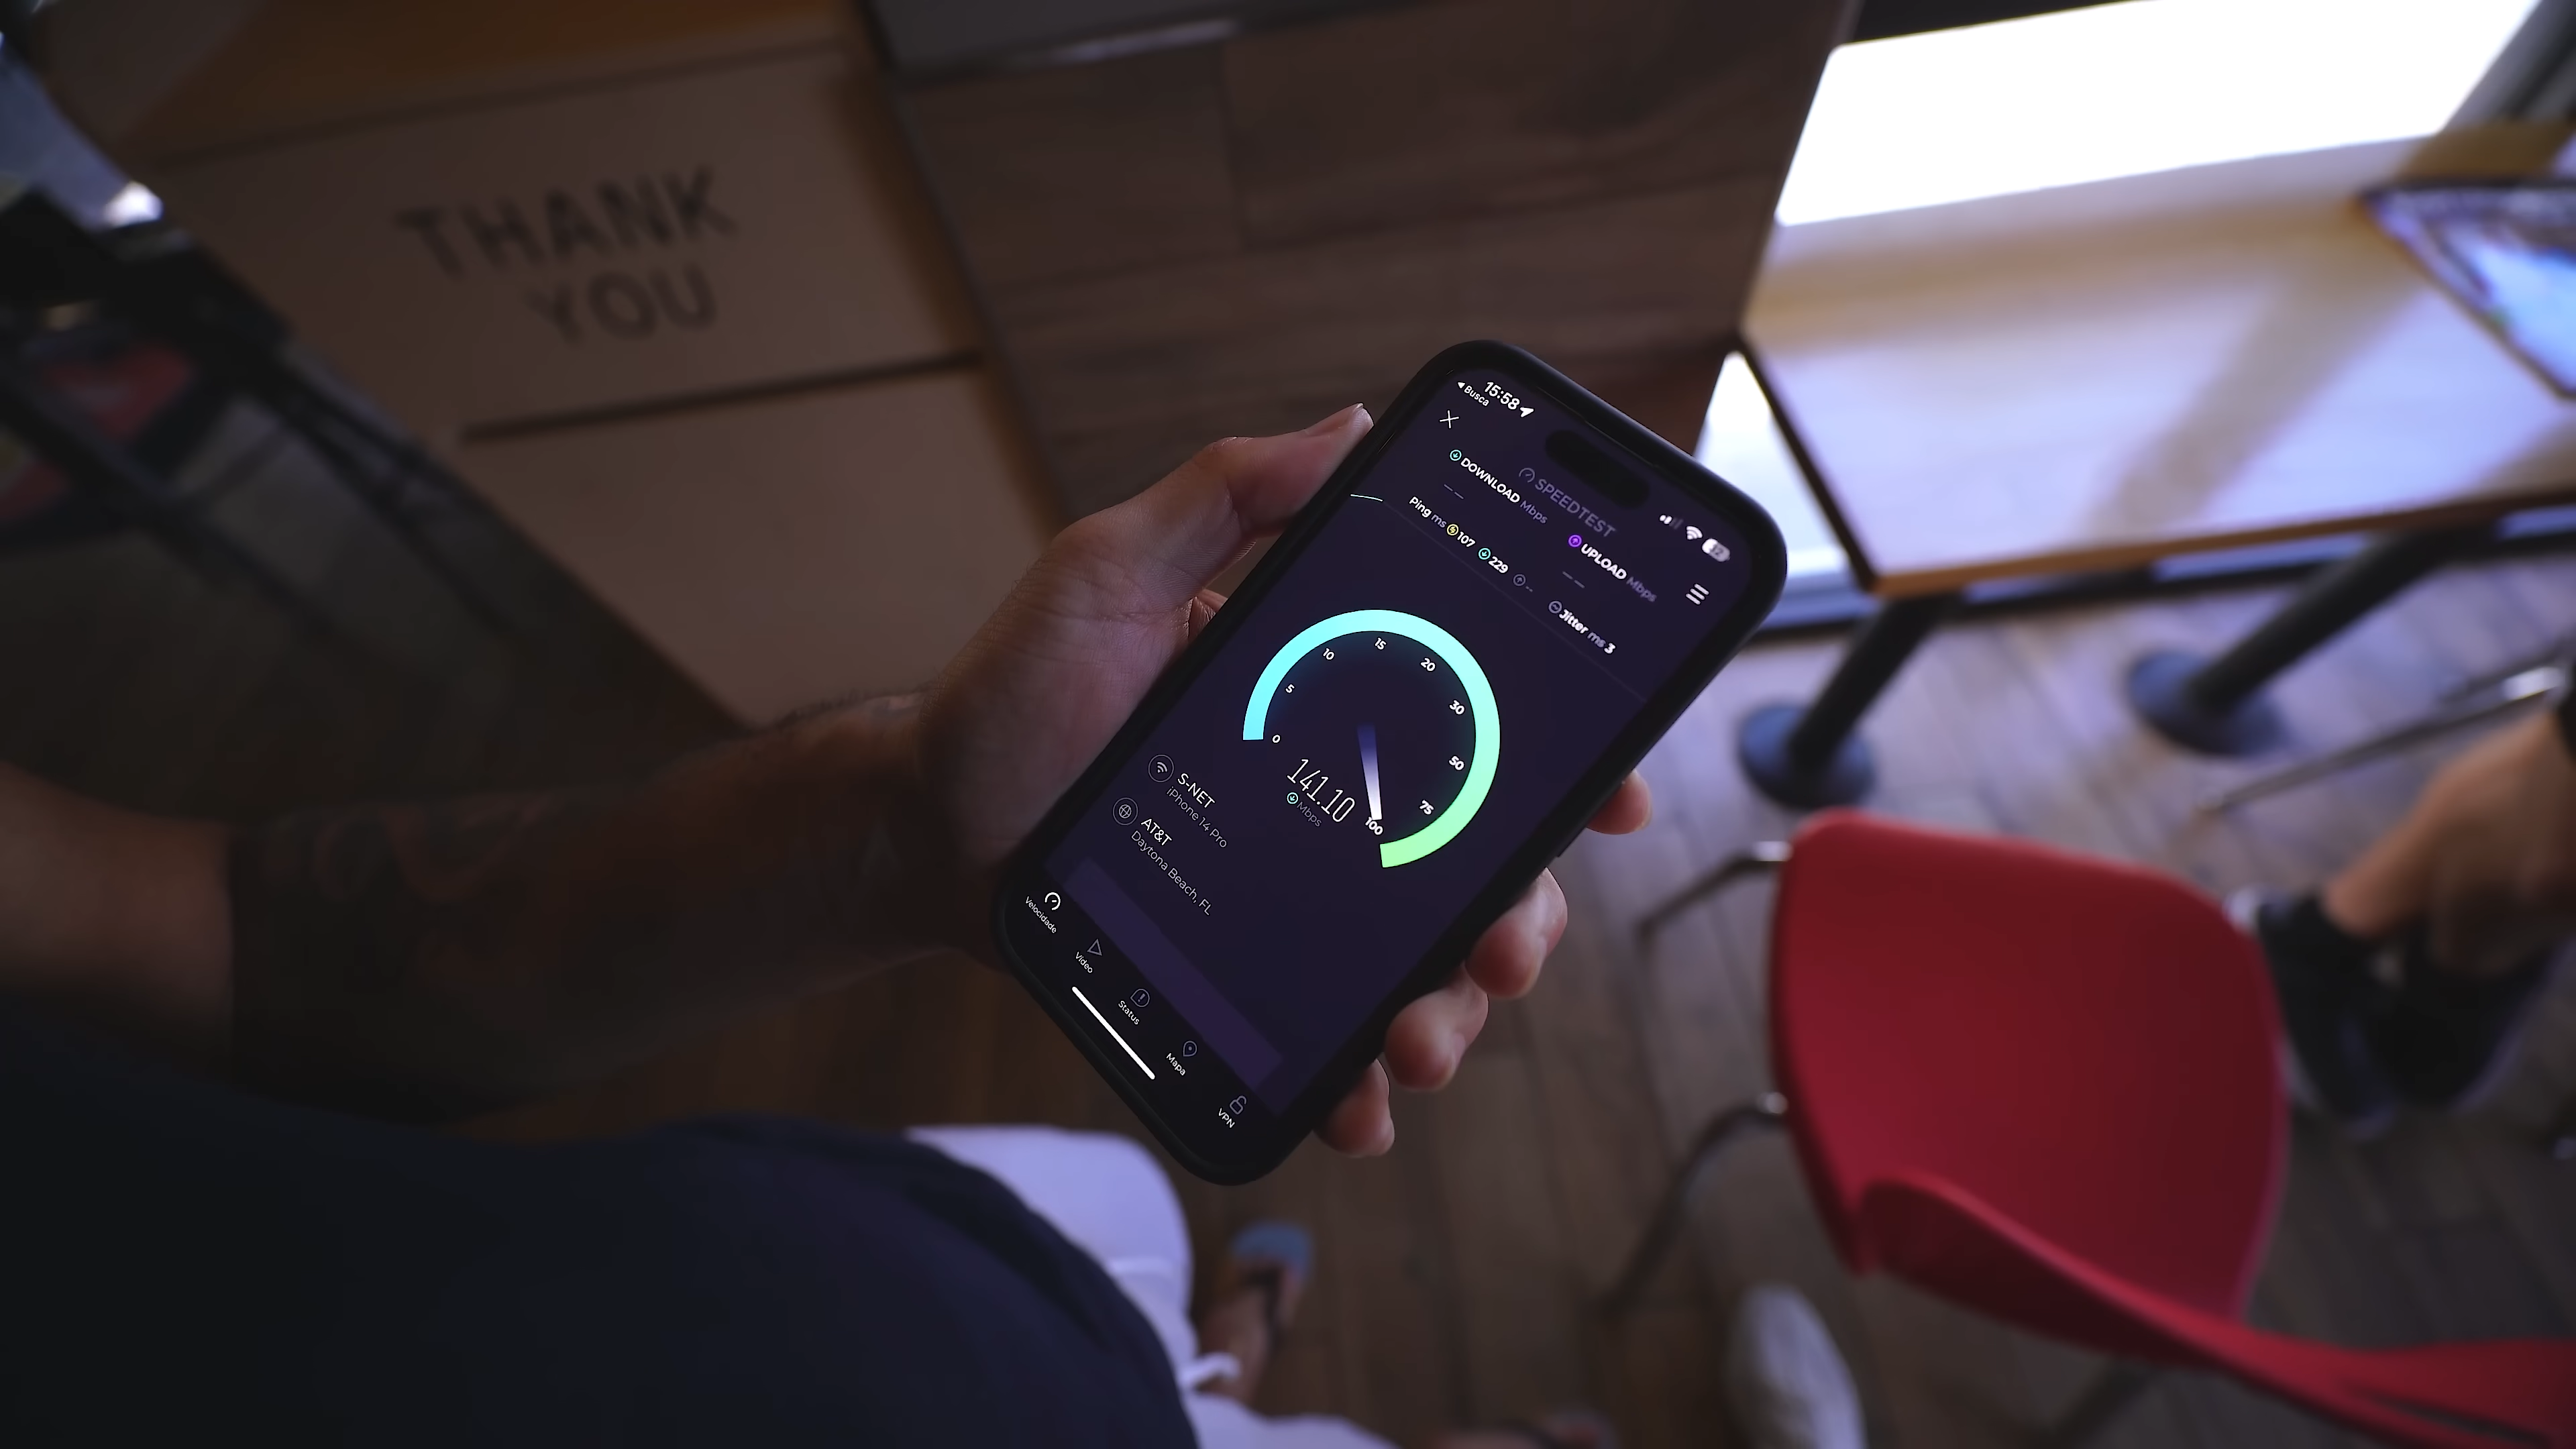 THANK
YOU
15:58
◀ Busca
SPEEDTEST
DOWNLOAD Mbps
UPLOAD Mbps
-- 
--
Ping ms 107 229 --
Jitter ms 3
0
5
10
15
20
30
50
75
100
141.10
Mbps
S-NET
iPhone 14 Pro
AT&T
Daytona Beach, FL
Velocidade
Video
Status
Mapa
VPN